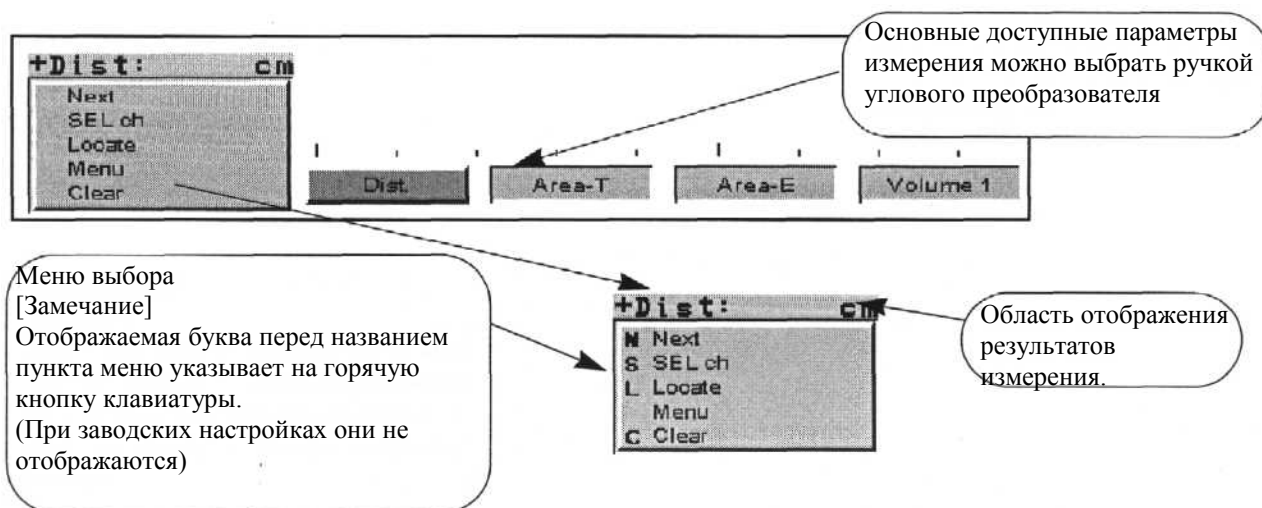 Основные доступные параметры
измерения можно выбрать ручкой
углового преобразователя
+Dist: cm
Next
SEL ch
Locate
Menu
Clear
Dist. Area-T Area-E Volume 1
Меню выбора
[Замечание]
Отображаемая буква перед названием
пункта меню указывает на горячую
кнопку клавиатуры.
(При заводских настройках они не
отображаются)
+Dist: cm
N Next
S SEL ch
L Locate
Menu
C Clear
Область отображения
результатов
измерения.